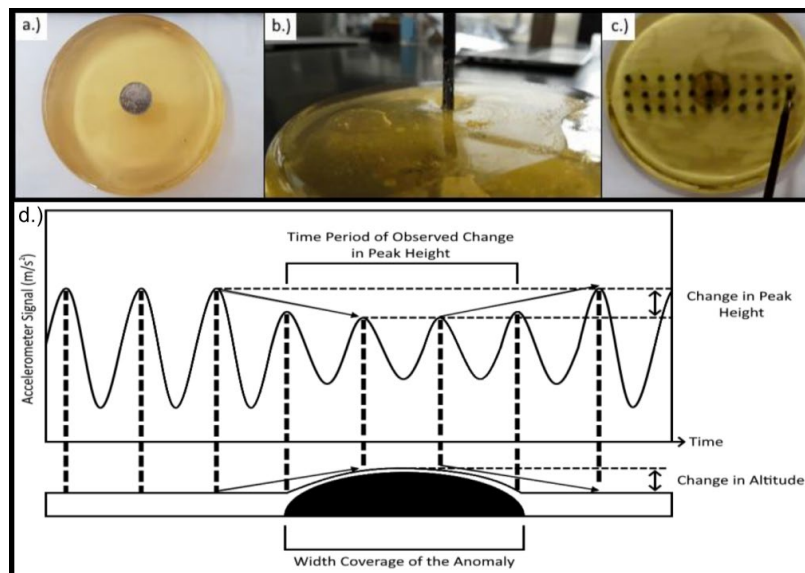 a.)
b.)
c.)
d.)
Time Period of Observed Change
in Peak Height
Accelerometer Signal (m/s²)
Change in Peak
Height
Time
Change in Altitude
Width Coverage of the Anomaly